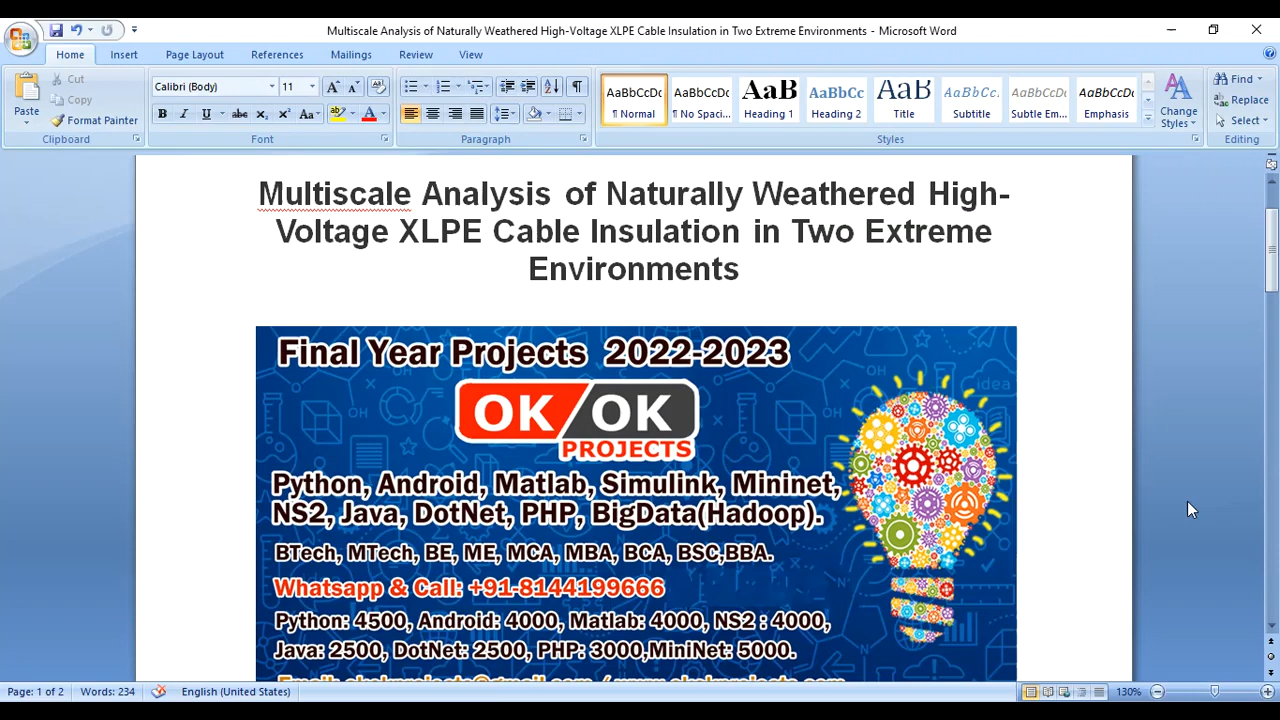 Multiscale Analysis of Naturally Weathered High-Voltage XLPE Cable Insulation in Two Extreme Environments - Microsoft Word
Home Insert Page Layout References Mailings Review View
Paste
Cut
Copy
Format Painter
Clipboard
Calibri (Body) 11
Font
Paragraph
AaBbCcDc AaBbCcDc AaB AaBbCc AaB AaBbCc. AaBbCcDc AaBbCcDc
¶ Normal ¶ No Spaci... Heading 1 Heading 2 Title Subtitle Subtle Em... Emphasis
Change Styles
Styles
Find
Replace
Select
Editing
Multiscale Analysis of Naturally Weathered High-
Voltage XLPE Cable Insulation in Two Extreme
Environments
Final Year Projects 2022-2023
OK OK
PROJECTS
Python, Android, Matlab, Simulink, Mininet,
NS2, Java, DotNet, PHP, BigData(Hadoop).
BTech, MTech, BE, ME, MCA, MBA, BCA, BSC,BBA.
Whatsapp & Call: +91-8144199666
Python: 4500, Android: 4000, Matlab: 4000, NS2 : 4000,
Java: 2500, DotNet: 2500, PHP: 3000,MiniNet: 5000.
Page: 1 of 2 Words: 234 English (United States) 130%